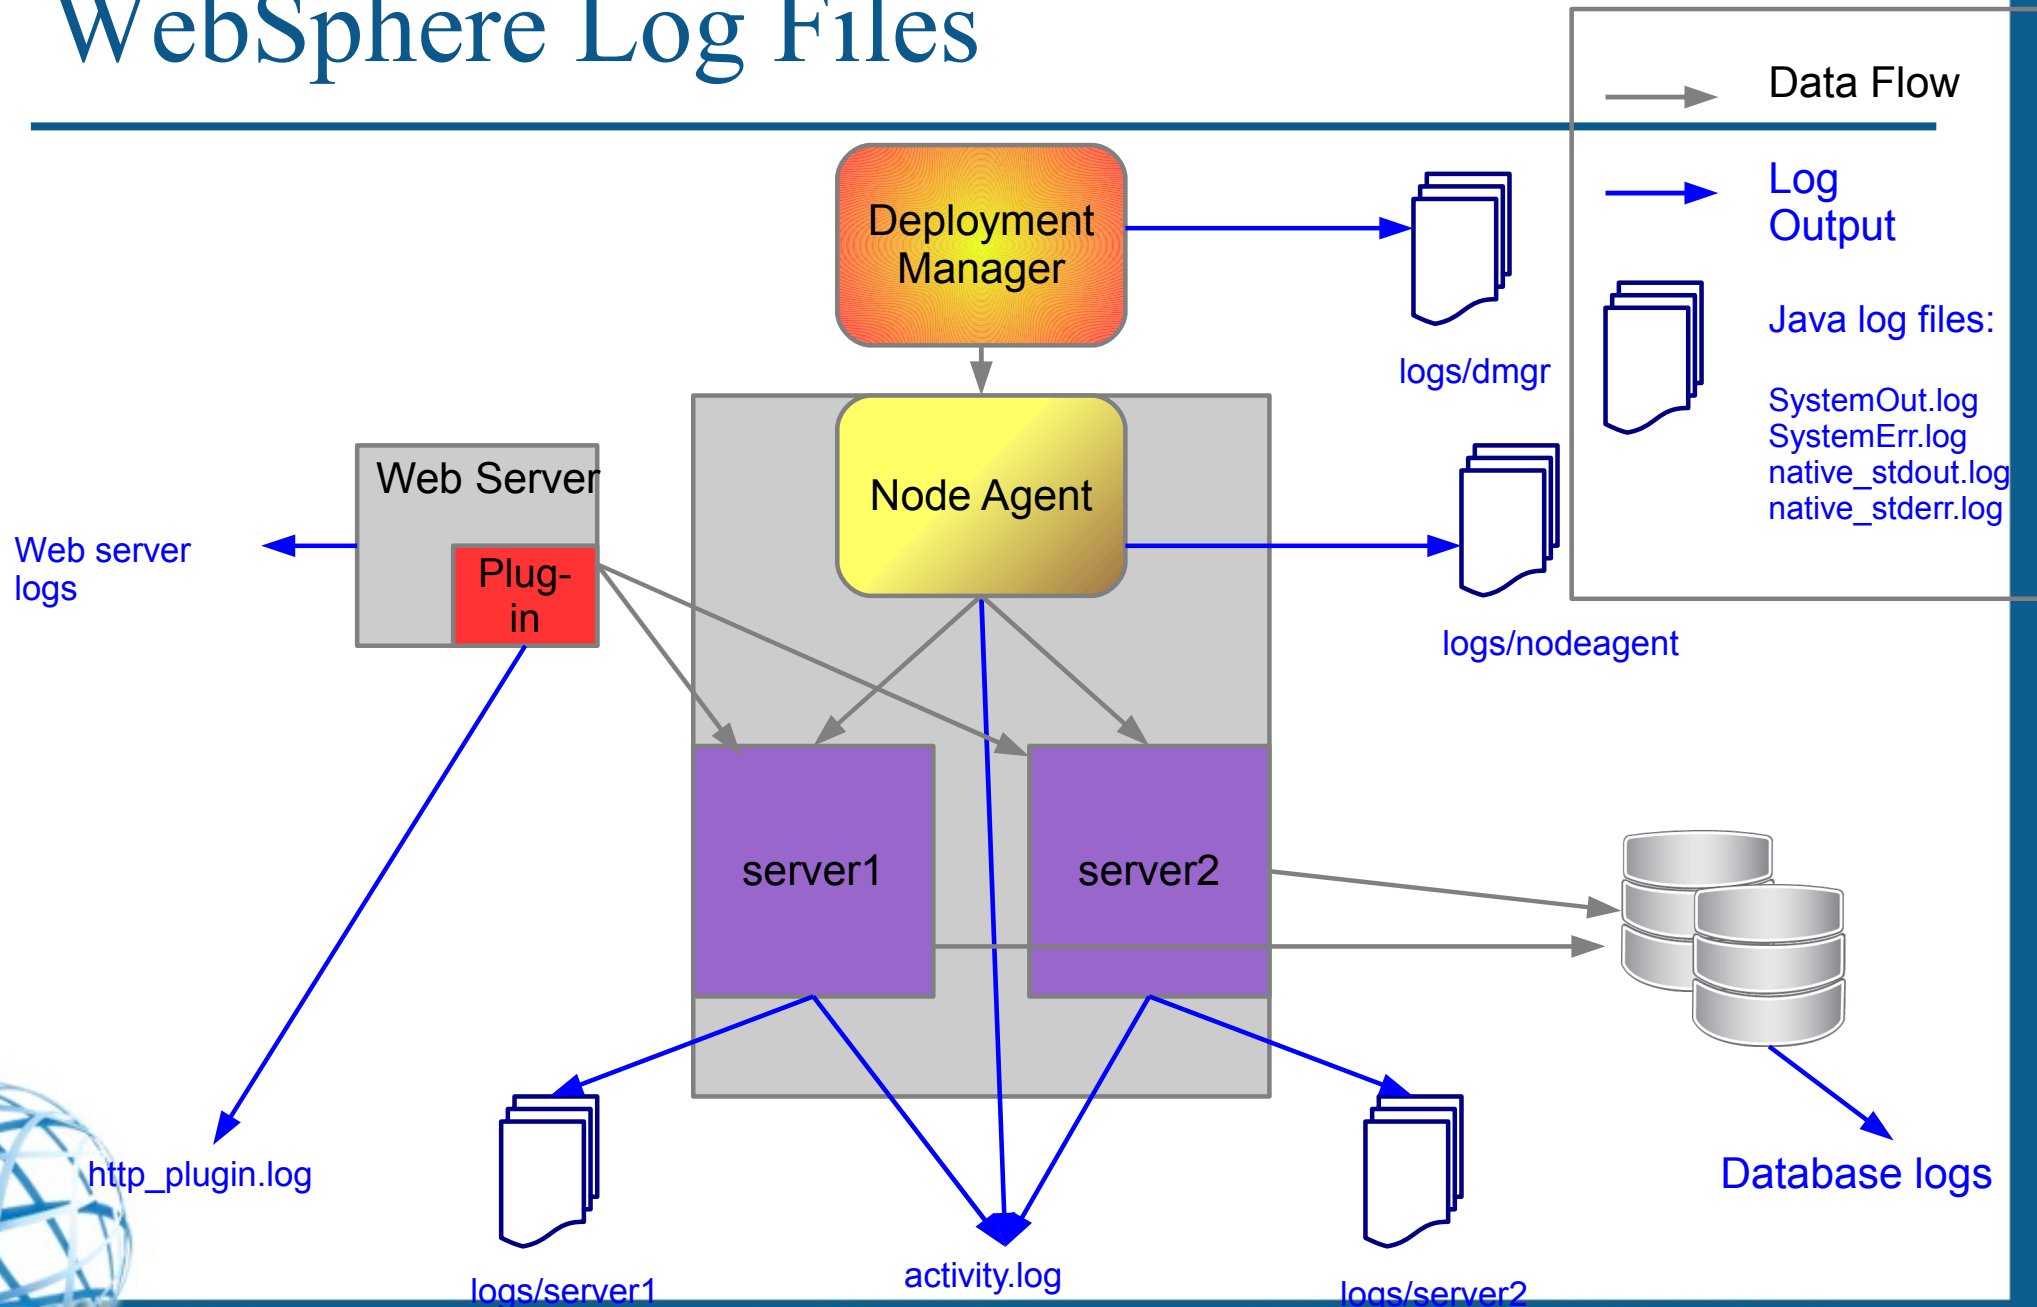 WebSphere Log Files
Data Flow
Log
Output
Java log files:
SystemOut.log
SystemErr.log
native_stdout.log
native_stderr.log
Deployment
Manager
logs/dmgr
Web Server
Node Agent
Plug-
in
Web server
logs
logs/nodeagent
server1
server2
http_plugin.log
Database logs
logs/server1
activity.log
logs/server2